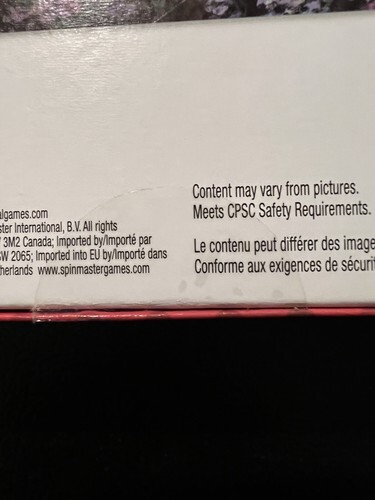 algames.com
ster International, B.V. All rights
3M2 Canada; Imported by/Importé par
SW 2065; Imported into EU by/Importé dans
therlands www.spinmastergames.com
Content may vary from pictures.
Meets CPSC Safety Requirements.
Le contenu peut différer des image
Conforme aux exigences de sécurit